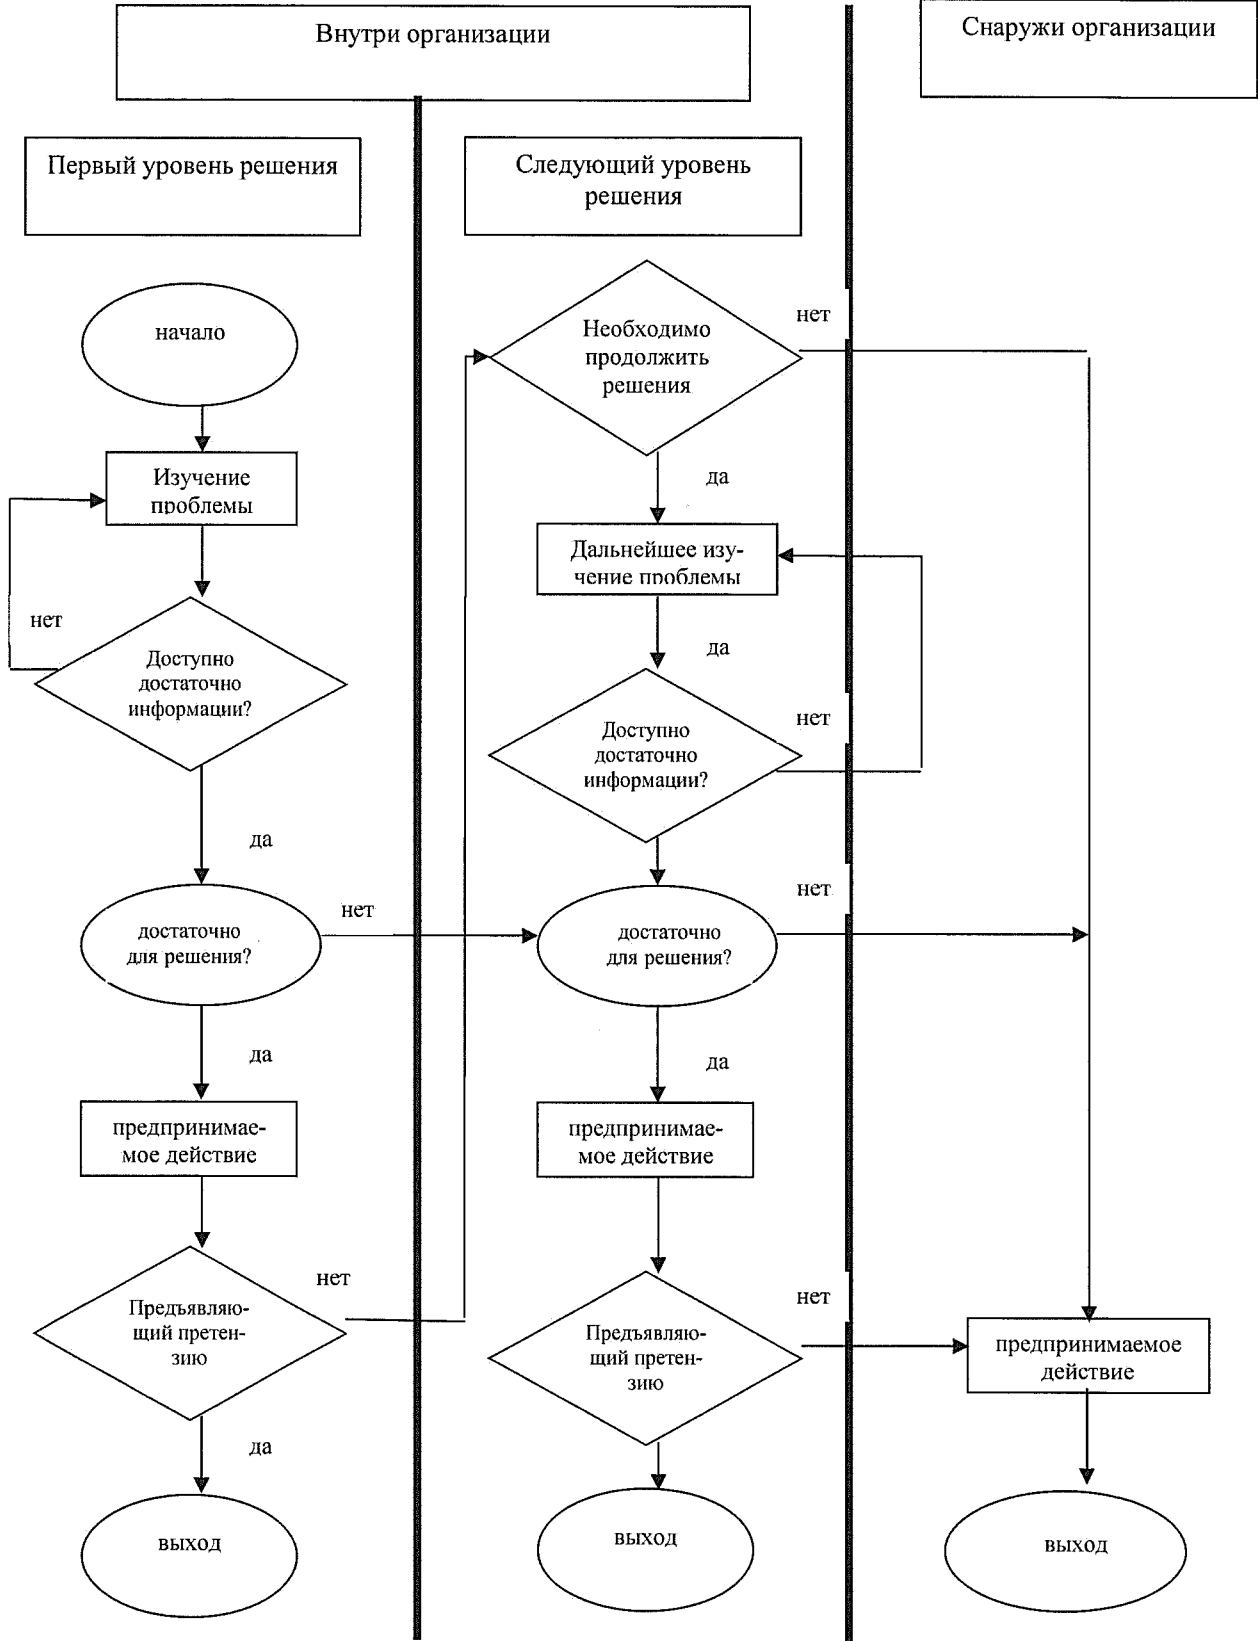 Внутри организации
Снаружи организации
Первый уровень решения
Следующий уровень
решения
начало
Изучение
проблемы
нет
Доступно
достаточно
информации?
да
достаточно
для решения?
нет
да
предпринимае-
мое действие
нет
Предъявляю-
щий претен-
зию
да
выход
Необходимо
продолжить
решения
нет
да
Дальнейшее изу-
чение проблемы
да
Доступно
достаточно
информации?
нет
достаточно
для решения?
нет
да
предпринимае-
мое действие
Предъявляю-
щий претен-
зию
нет
выход
предпринимаемое
действие
выход